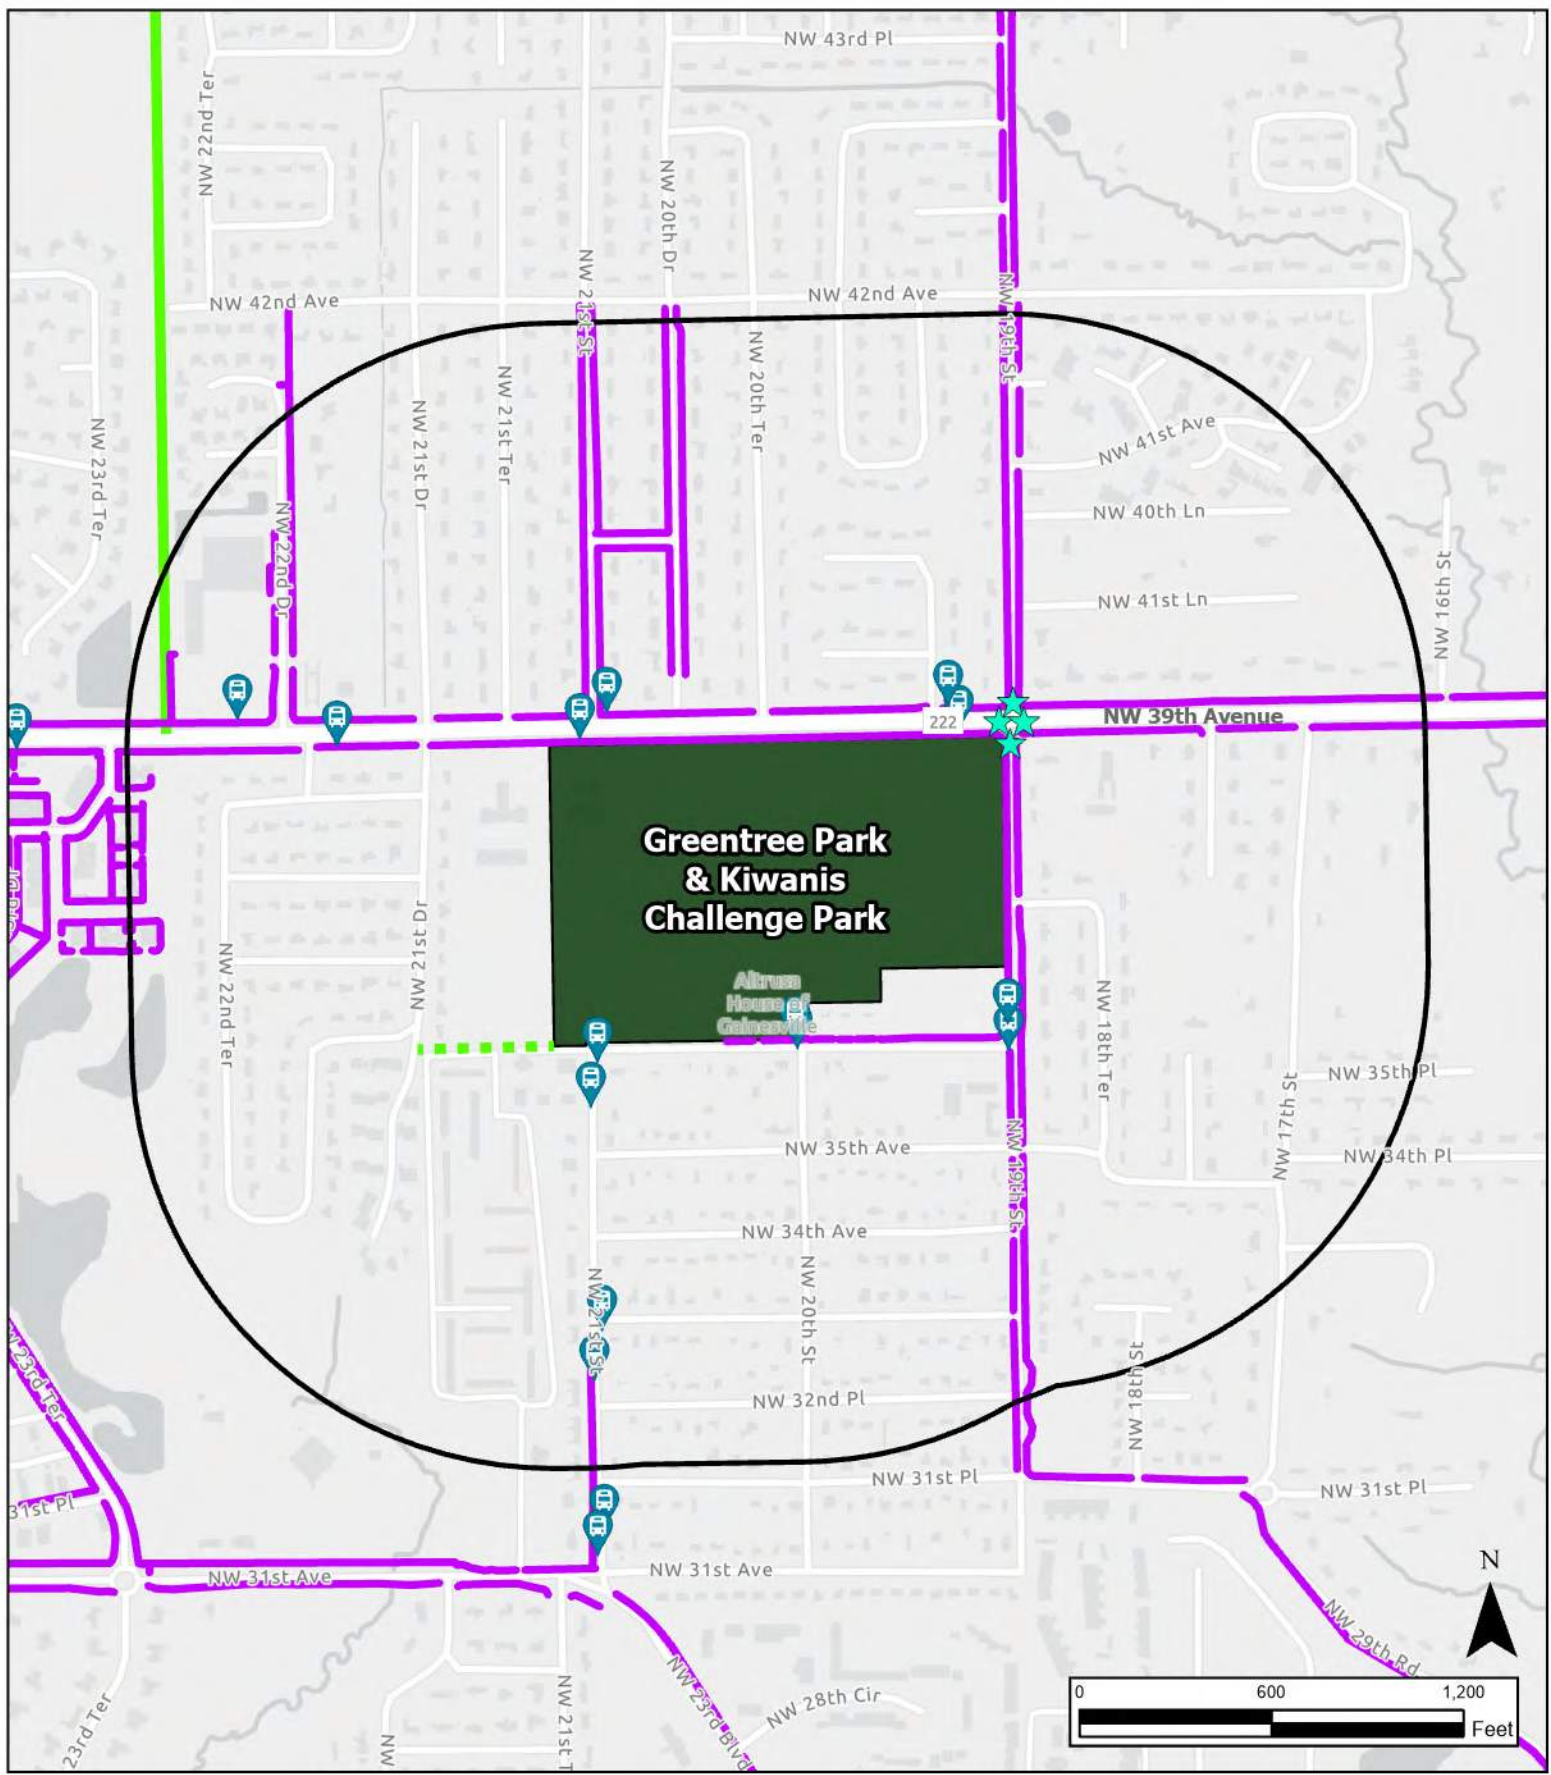 NW 43rd Pl
NW 22nd Ter
NW 20th Dr
NW 21st St
NW 42nd Ave
NW 42nd Ave
NW 19th St
NW 20th Ter
NW 21st Ter
NW 21st Dr
NW 23rd Ter
NW 41st Ave
NW 40th Ln
NW 22nd Dr
NW 41st Ln
NW 16th St
222
NW 39th Avenue
Greentree Park
& Kiwanis
Challenge Park
NW 21st Dr
NW 22nd Ter
Altrusa
House of
Gainesville
NW 18th Ter
NW 35th Pl
NW 17th St
NW 35th Ave
NW 34th Pl
NW 19th St
NW 34th Ave
NW 21st St
NW 20th St
NW 18th St
23rd Ter
NW 32nd Pl
NW 31st Pl
NW 31st Pl
31st Pl
NW 31st Ave
NW 31st Ave
N
NW 29th Rd
NW 23rd Blvd
NW 28th Cir
23rd Ter
NW
NW 21st T
0 600 1,200
Feet